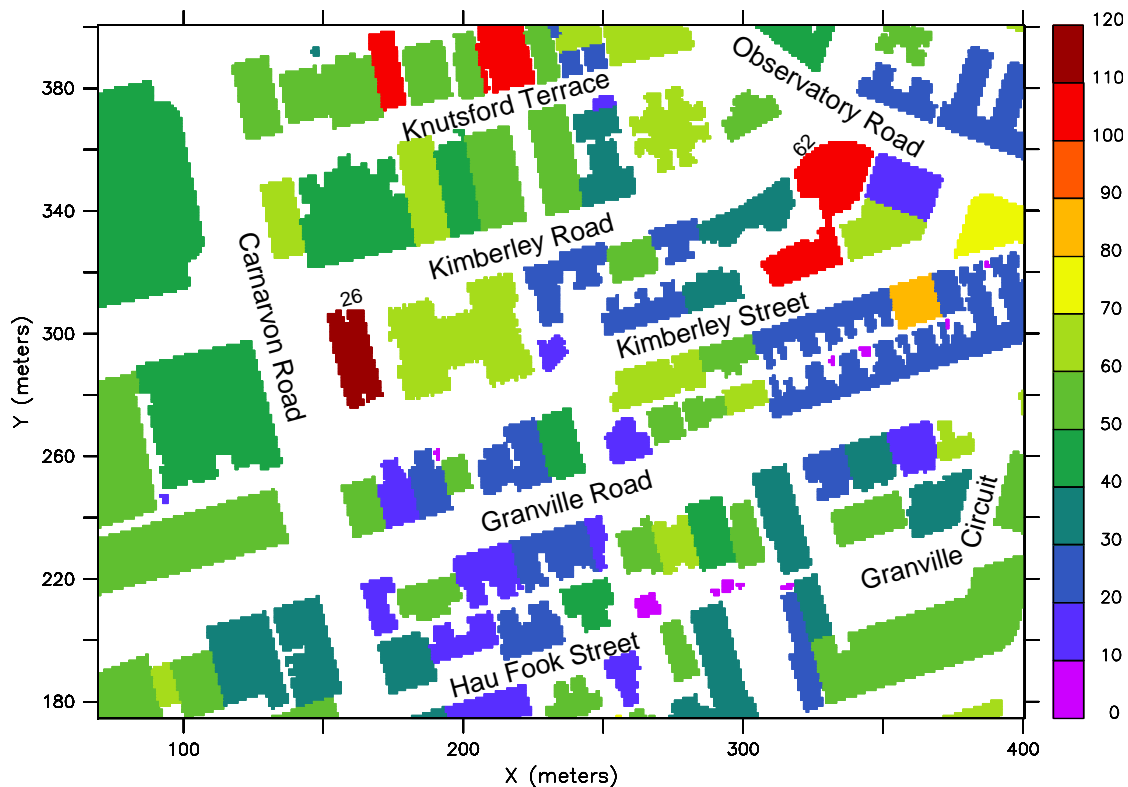 120
110
100
90
80
70
60
50
40
30
20
10
0
380
340
300
260
220
180
Y (meters)
100
200
300
400
X (meters)
Observatory Road
Knutsford Terrace
62
Kimberley Road
Carnarvon Road
26
Kimberley Street
Granville Road
Granville Circuit
Hau Fook Street